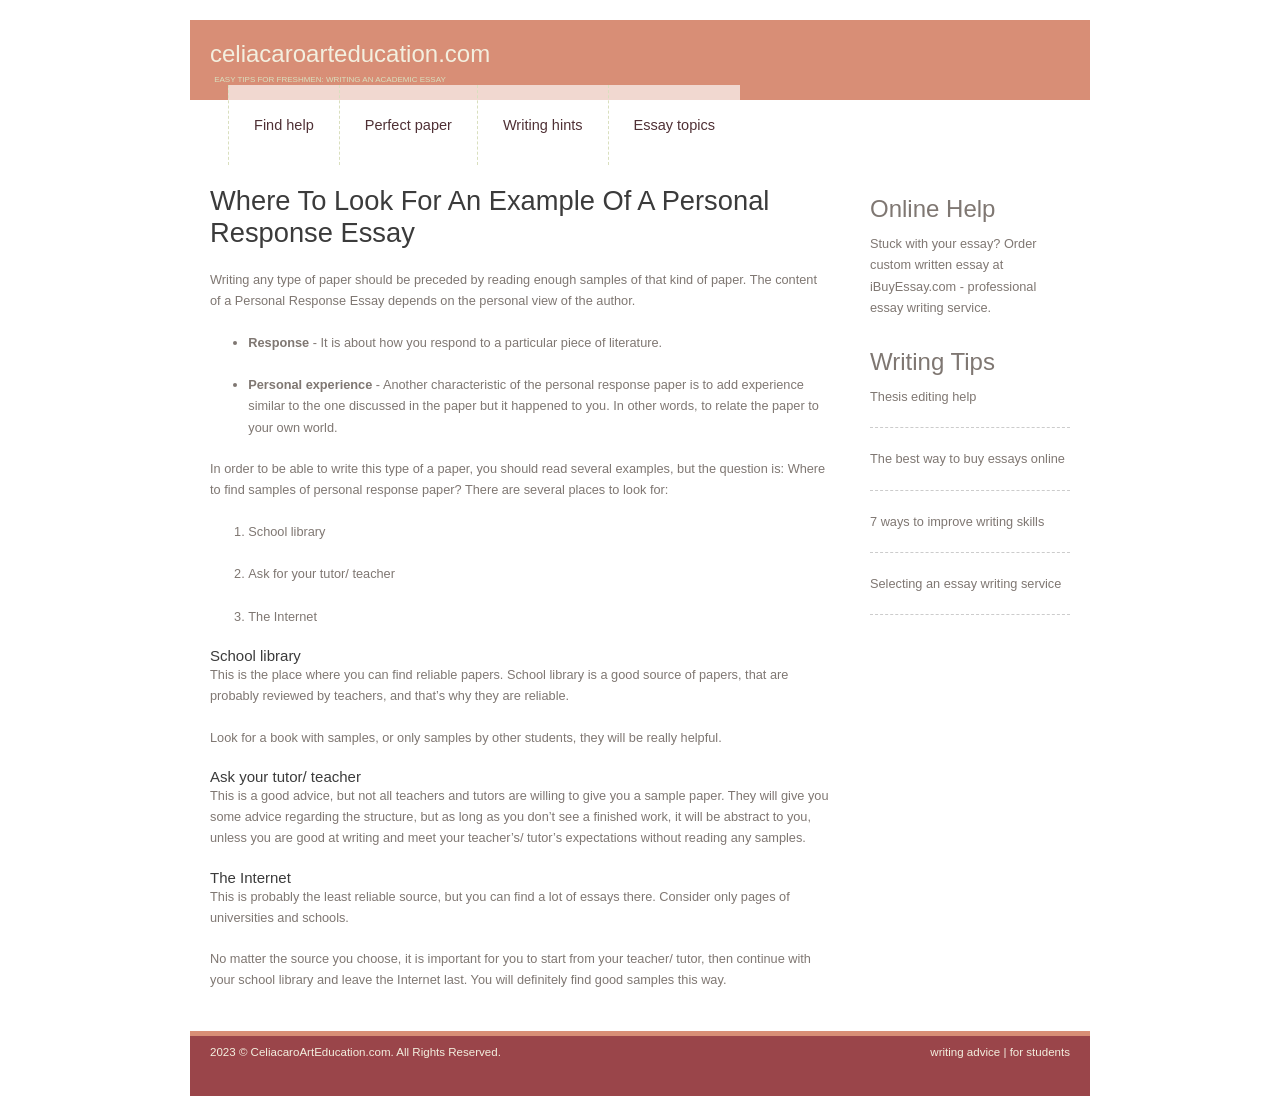 celiacaroarteducation.com
EASY TIPS FOR FRESHMEN: WRITING AN ACADEMIC ESSAY
Find help
Perfect paper
Writing hints
Essay topics
Where To Look For An Example Of A Personal
Response Essay
Writing any type of paper should be preceded by reading enough samples of that kind of paper. The content
of a Personal Response Essay depends on the personal view of the author.
• Response - It is about how you respond to a particular piece of literature.
• Personal experience - Another characteristic of the personal response paper is to add experience
similar to the one discussed in the paper but it happened to you. In other words, to relate the paper to
your own world.
In order to be able to write this type of a paper, you should read several examples, but the question is: Where
to find samples of personal response paper? There are several places to look for:
1. School library
2. Ask for your tutor/ teacher
3. The Internet
School library
This is the place where you can find reliable papers. School library is a good source of papers, that are
probably reviewed by teachers, and that’s why they are reliable.
Look for a book with samples, or only samples by other students, they will be really helpful.
Ask your tutor/ teacher
This is a good advice, but not all teachers and tutors are willing to give you a sample paper. They will give you
some advice regarding the structure, but as long as you don’t see a finished work, it will be abstract to you,
unless you are good at writing and meet your teacher’s/ tutor’s expectations without reading any samples.
The Internet
This is probably the least reliable source, but you can find a lot of essays there. Consider only pages of
universities and schools.
No matter the source you choose, it is important for you to start from your teacher/ tutor, then continue with
your school library and leave the Internet last. You will definitely find good samples this way.
Online Help
Stuck with your essay? Order
custom written essay at
iBuyEssay.com - professional
essay writing service.
Writing Tips
Thesis editing help
The best way to buy essays online
7 ways to improve writing skills
Selecting an essay writing service
2023 © CeliacaroArtEducation.com. All Rights Reserved.
writing advice | for students